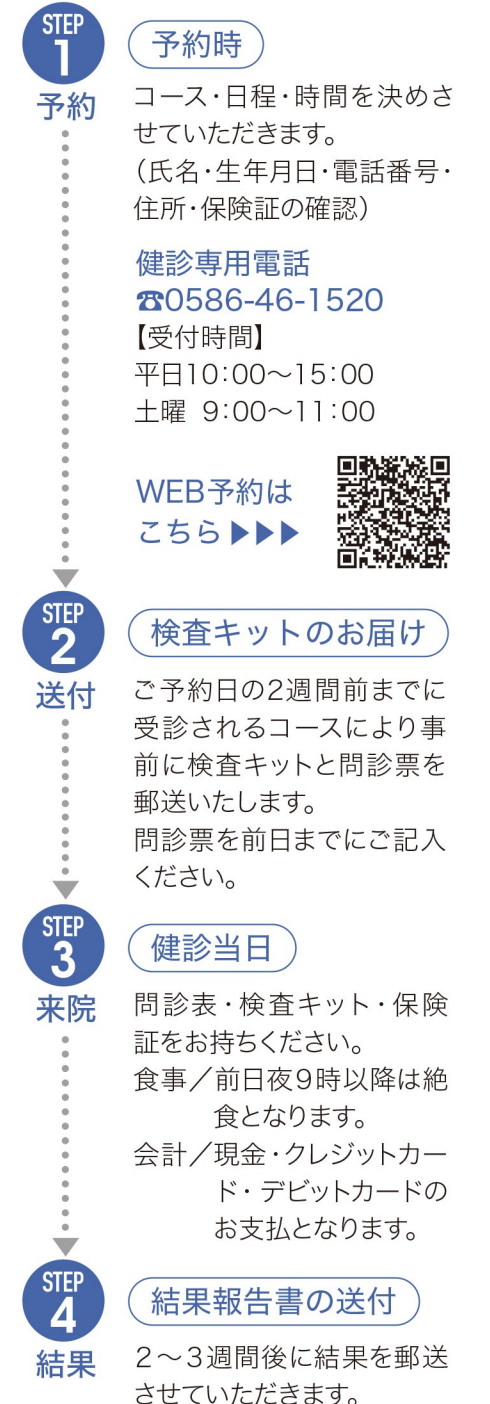 STEP
1
予約
予約時
コース・日程・時間を決めさ
せていただきます。
（氏名・生年月日・電話番号・
住所・保険証の確認）
健診専用電話
☎0586-46-1520
【受付時間】
平日10：00～15：00
土曜 9：00～11：00
WEB予約は
こちら▶▶▶
STEP
2
送付
検査キットのお届け
ご予約日の2週間前までに
受診されるコースにより事
前に検査キットと問診票を
郵送いたします。
問診票を前日までにご記入
ください。
STEP
3
来院
健診当日
問診表・検査キット・保険
証をお持ちください。
食事／前日夜9時以降は絶
食となります。
会計／現金・クレジットカー
ド・デビットカードの
お支払となります。
STEP
4
結果
結果報告書の送付
2～3週間後に結果を郵送
させていただきます。